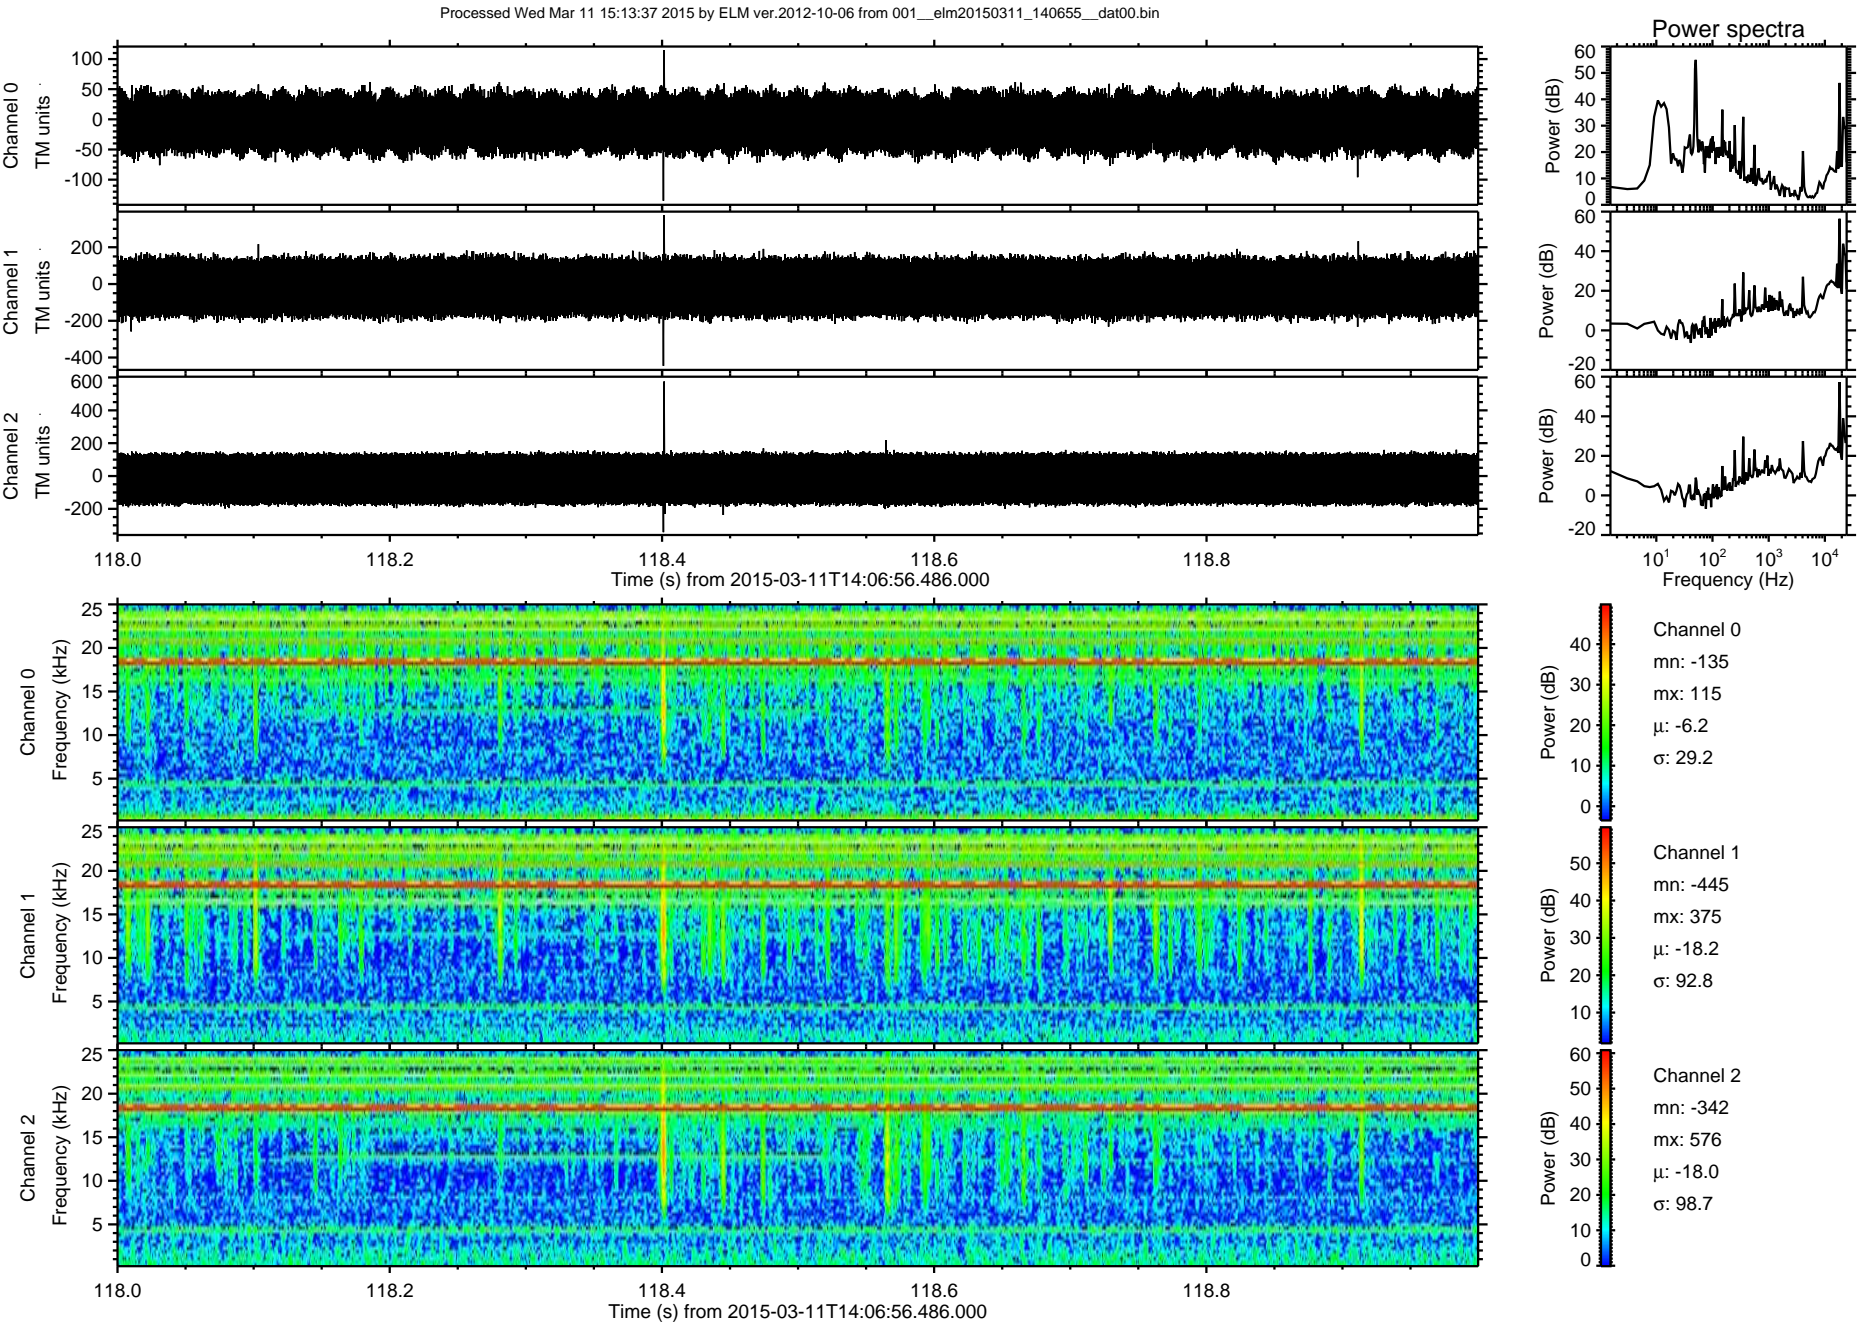 Processed Wed Mar 11 15:13:37 2015 by ELM ver.2012-10-06 from 001__elm20150311_140655__dat00.bin
Power spectra
Channel 0
TM units
100
50
0
-50
-100
Power (dB)
60
50
40
30
20
10
0
Channel 1
TM units
200
0
-200
-400
Power (dB)
60
40
20
0
-20
Channel 2
TM units
600
400
200
0
-200
Power (dB)
60
40
20
0
-20
118.0 118.2 118.4 118.6 118.8
Time (s) from 2015-03-11T14:06:56.486.000
10¹ 10² 10³ 10⁴
Frequency (Hz)
Channel 0
Frequency (kHz)
25
20
15
10
5
Power (dB)
40
30
20
10
0
Channel 0
mn: -135
mx: 115
µ: -6.2
σ: 29.2
Channel 1
Frequency (kHz)
25
20
15
10
5
Power (dB)
50
40
30
20
10
Channel 1
mn: -445
mx: 375
µ: -18.2
σ: 92.8
Channel 2
Frequency (kHz)
25
20
15
10
5
Power (dB)
60
50
40
30
20
10
0
Channel 2
mn: -342
mx: 576
µ: -18.0
σ: 98.7
118.0 118.2 118.4 118.6 118.8
Time (s) from 2015-03-11T14:06:56.486.000